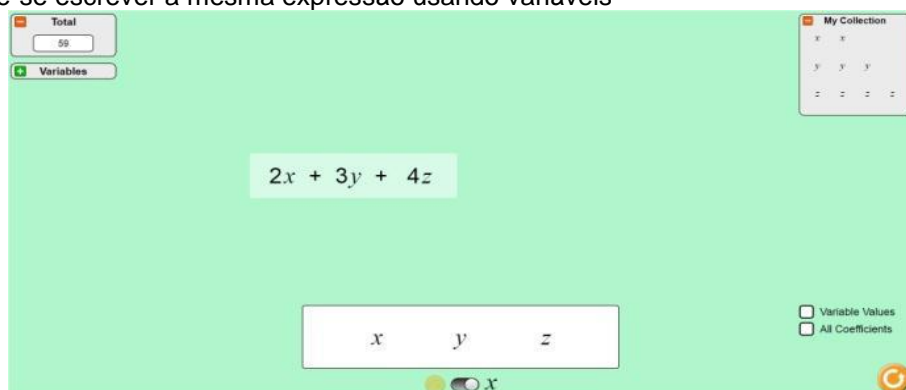 se escrever a mesma expressão usando variáveis
Total
59
Variables
My Collection
x x
y y y
z z z z
2x + 3y + 4z
x y z
Variable Values
All Coefficients
x